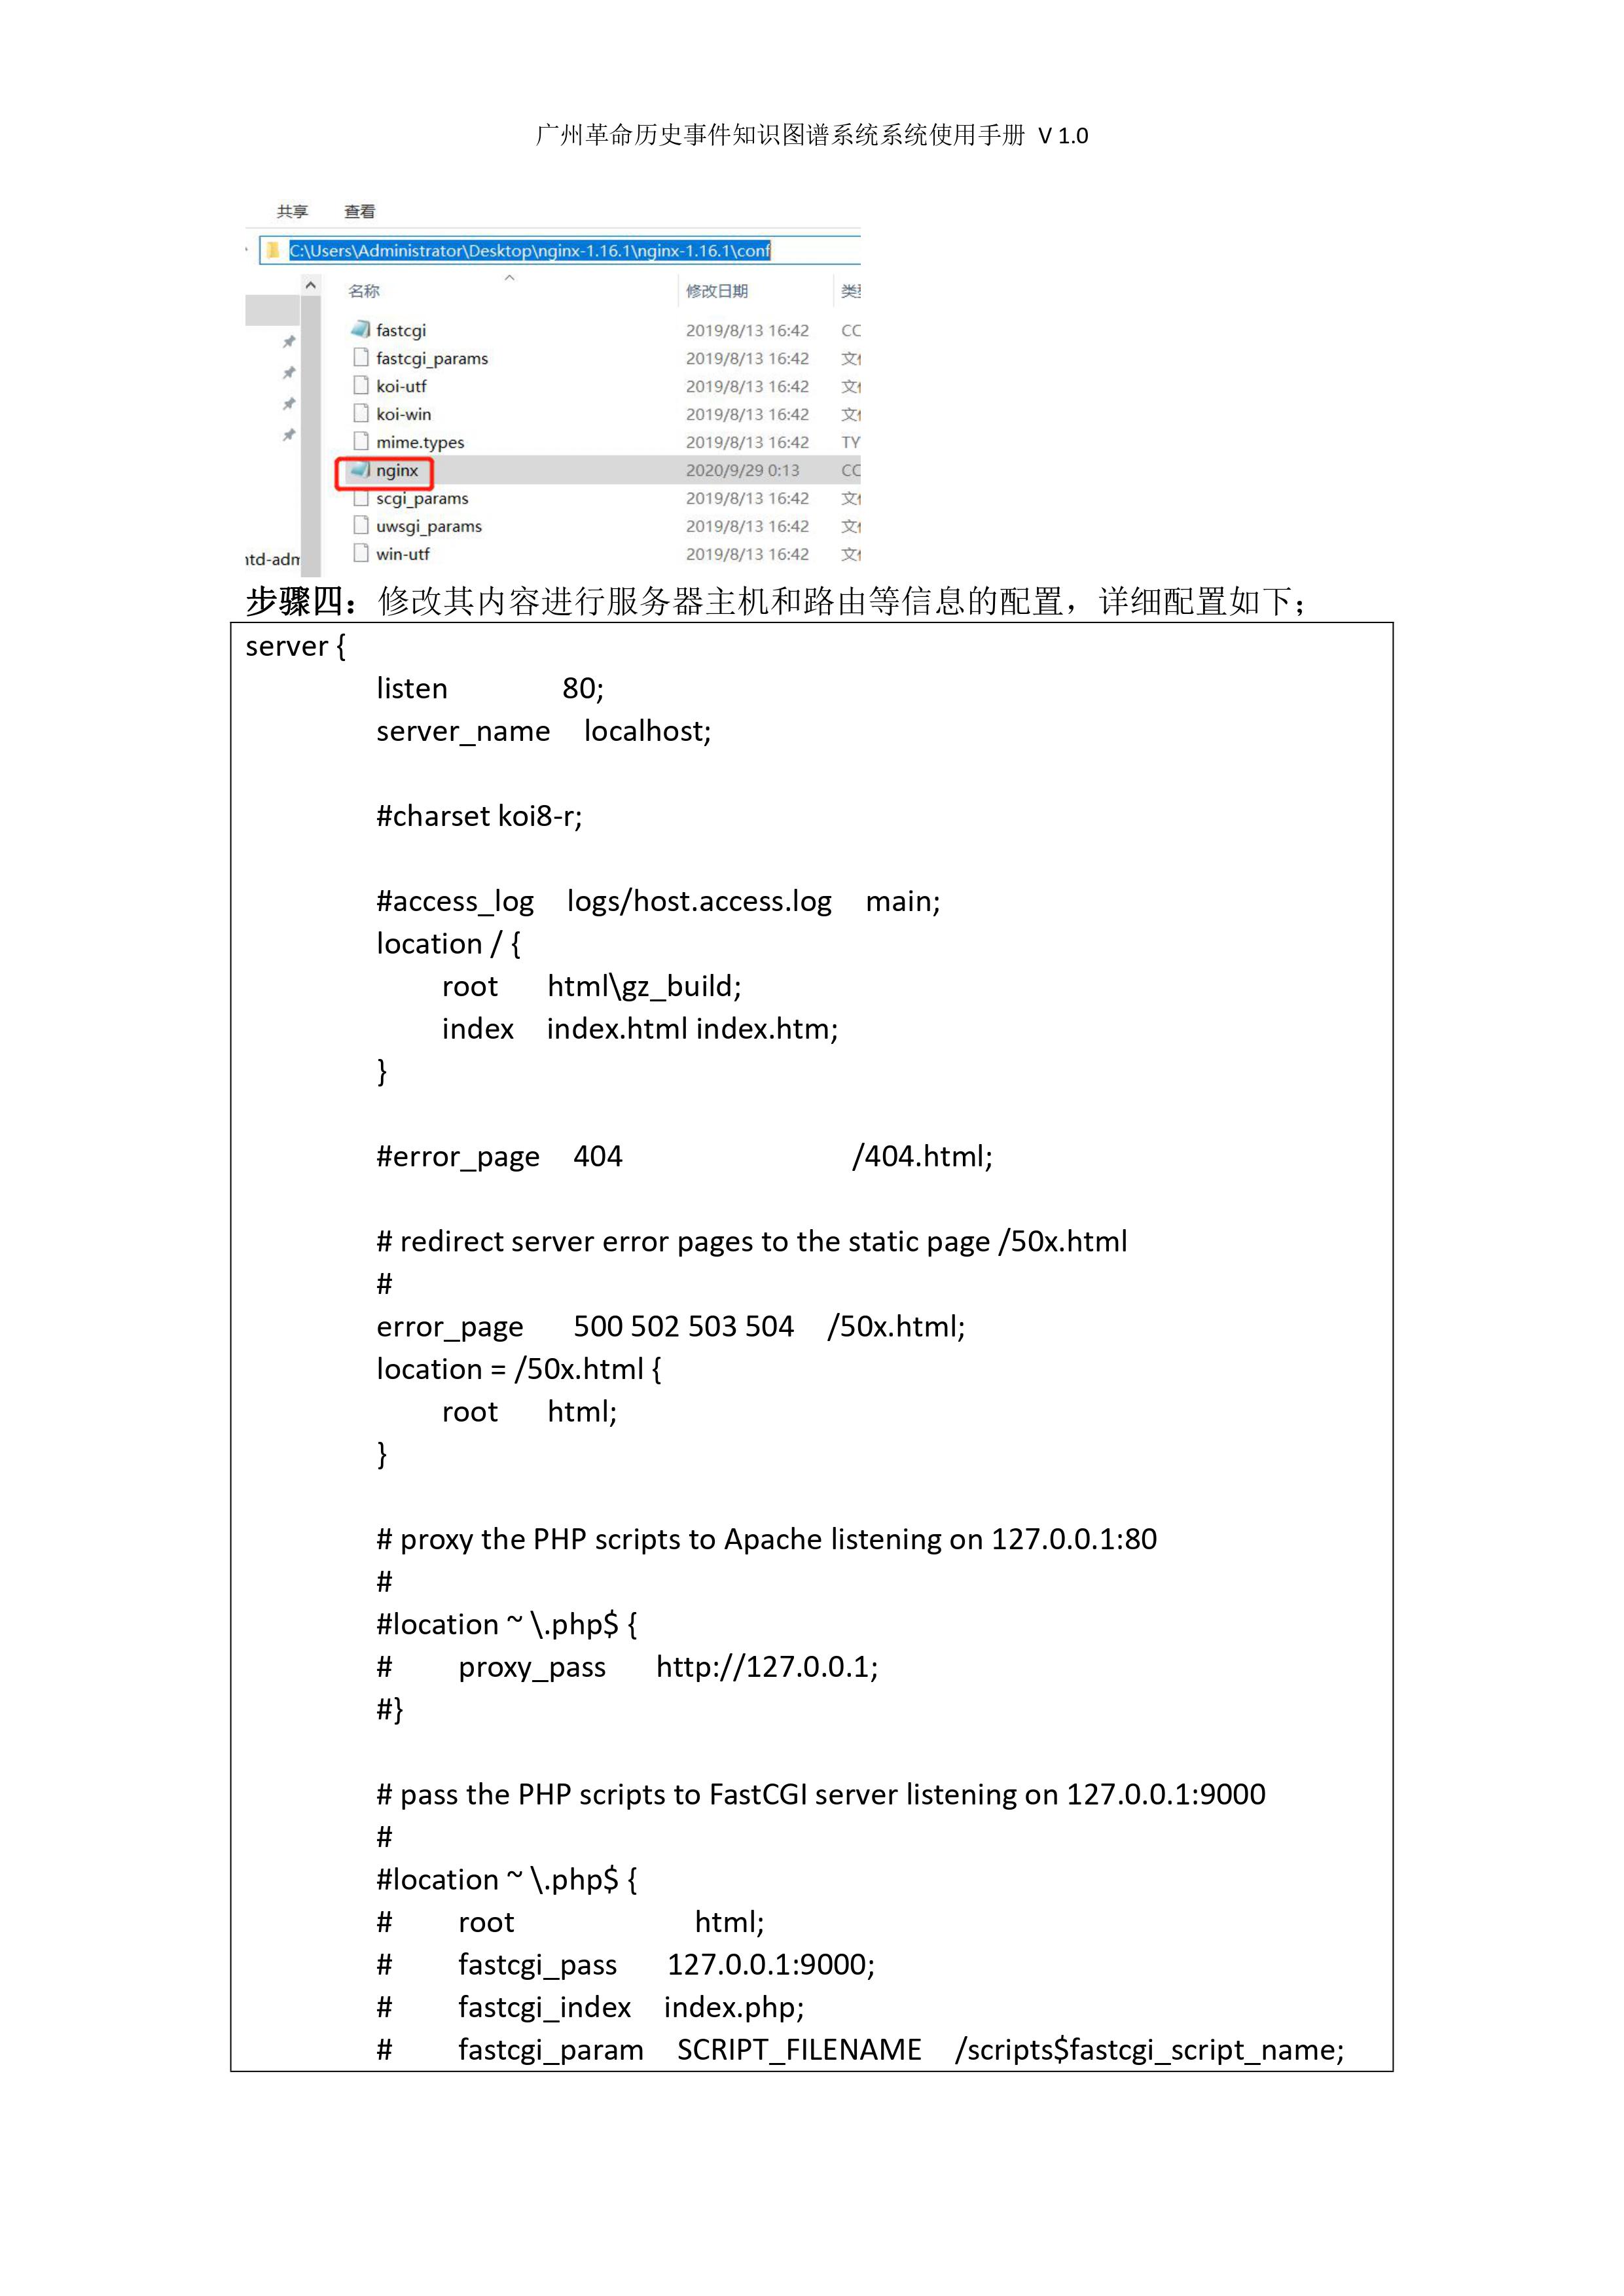 广州革命历史事件知识图谱系统系统使用手册 V 1.0
共享 查看
C:\Users\Administrator\Desktop\nginx-1.16.1\nginx-1.16.1\conf
名称 修改日期
fastcgi 2019/8/13 16:42 CC
fastcgi_params 2019/8/13 16:42 文
koi-utf 2019/8/13 16:42 文
koi-win 2019/8/13 16:42 文
mime.types 2019/8/13 16:42 TY
nginx 2020/9/29 0:13 CC
scgi_params 2019/8/13 16:42 文
uwsgi_params 2019/8/13 16:42 文
win-utf 2019/8/13 16:42 文
ntd-adm
步骤四：修改其内容进行服务器主机和路由等信息的配置，详细配置如下；
server {
listen 80;
server_name localhost;
#charset koi8-r;
#access_log logs/host.access.log main;
location / {
root html\gz_build;
index index.html index.htm;
}
#error_page 404 /404.html;
# redirect server error pages to the static page /50x.html
#
error_page 500 502 503 504 /50x.html;
location = /50x.html {
root html;
}
# proxy the PHP scripts to Apache listening on 127.0.0.1:80
#
#location ~ \.php$ {
# proxy_pass http://127.0.0.1;
#}
# pass the PHP scripts to FastCGI server listening on 127.0.0.1:9000
#
#location ~ \.php$ {
# root html;
# fastcgi_pass 127.0.0.1:9000;
# fastcgi_index index.php;
# fastcgi_param SCRIPT_FILENAME /scripts$fastcgi_script_name;